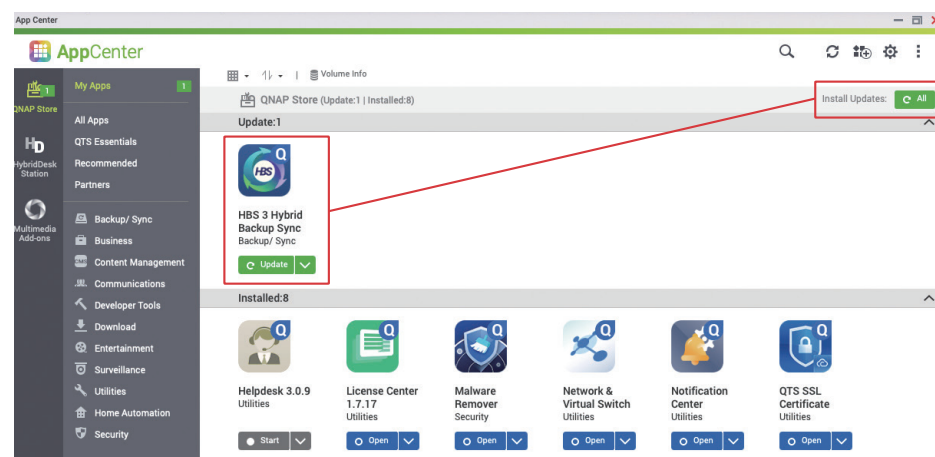 App Center
AppCenter
Volume Info
1
QNAP Store
My Apps 1
QNAP Store (Update:1 | Installed:8)
Install Updates: All
All Apps
QTS Essentials
Recommended
Partners
HD
HybridDesk
Station
Multimedia
Add-ons
Backup/ Sync
Business
CMS Content Management
Communications
Developer Tools
Download
Entertainment
Surveillance
Utilities
Home Automation
Security
Update:1
Q
HBS
HBS 3 Hybrid
Backup Sync
Backup/ Sync
Update
Installed:8
Q
Helpdesk 3.0.9
Utilities
Start
Q
License Center
1.7.17
Utilities
Open
Q
Malware
Remover
Security
Open
Q
Network &
Virtual Switch
Utilities
Open
Q
Notification
Center
Utilities
Open
Q
QTS SSL
Certificate
Utilities
Open